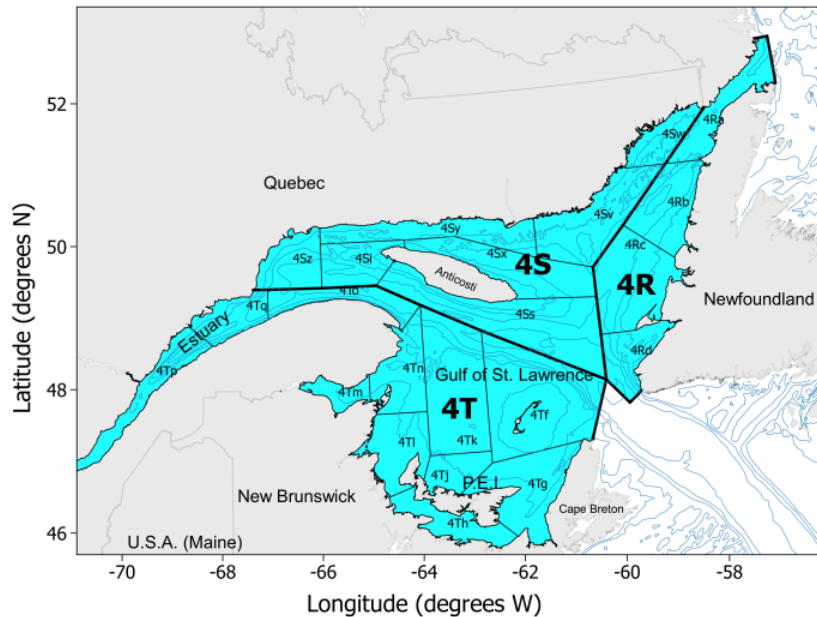 52
50
48
46
Latitude (degrees N)
4Sw
4Ra
Quebec
4Rb
4Sv
4Sy
4Rc
4Sx
4Sz
4Si
4S
Anticosti
4R
4To
4Tq
4Ss
Newfoundland
Estuary
4Rd
4Tp
4Tn
Gulf of St. Lawrence
4Tm
4T
4Tf
4Tl
4Tk
4Tj
P.E.I.
4Tg
New Brunswick
4Th
Cape Breton
U.S.A. (Maine)
-70
-68
-66
-64
-62
-60
-58
Longitude (degrees W)